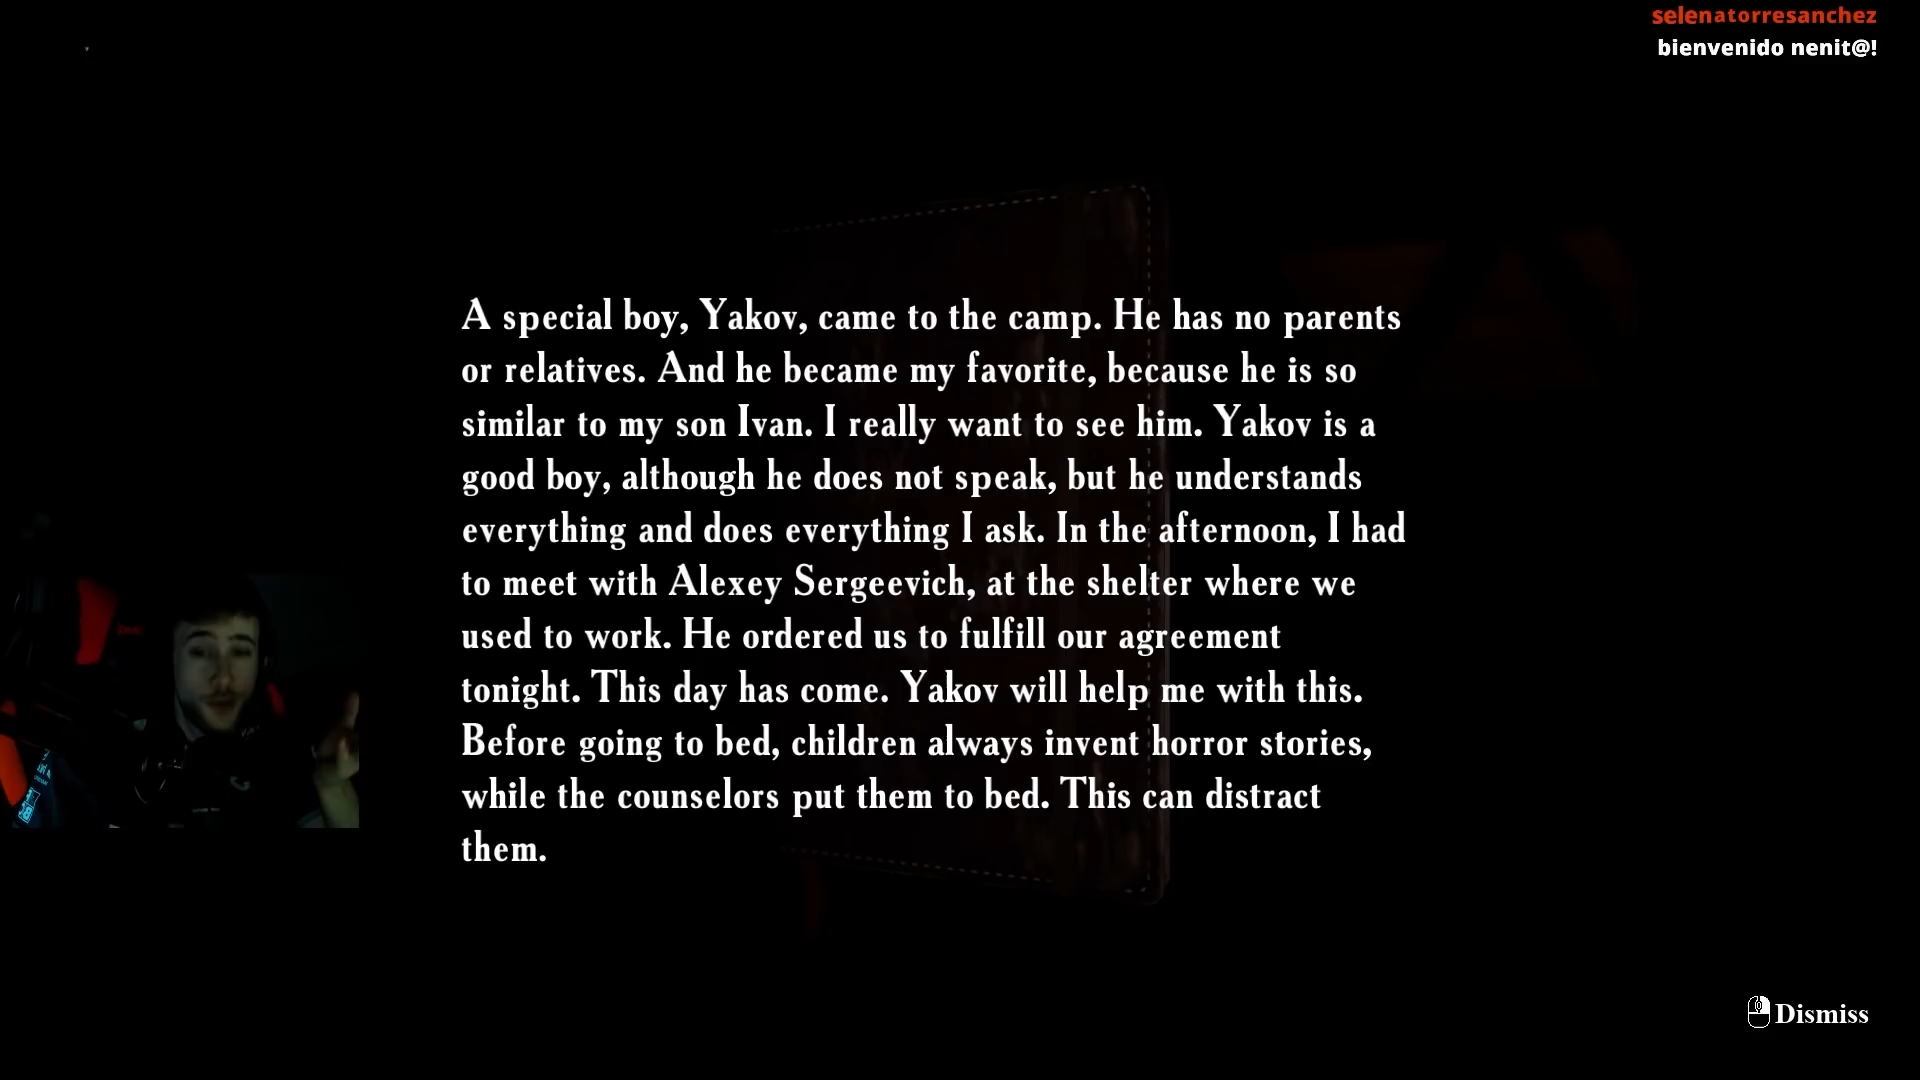 selenatorresanchez
bienvenido nenit@!
A special boy, Yakov, came to the camp. He has no parents
or relatives. And he became my favorite, because he is so
similar to my son Ivan. I really want to see him. Yakov is a
good boy, although he does not speak, but he understands
everything and does everything I ask. In the afternoon, I had
to meet with Alexey Sergeevich, at the shelter where we
used to work. He ordered us to fulfill our agreement
tonight. This day has come. Yakov will help me with this.
Before going to bed, children always invent horror stories,
while the counselors put them to bed. This can distract
them.
Dismiss